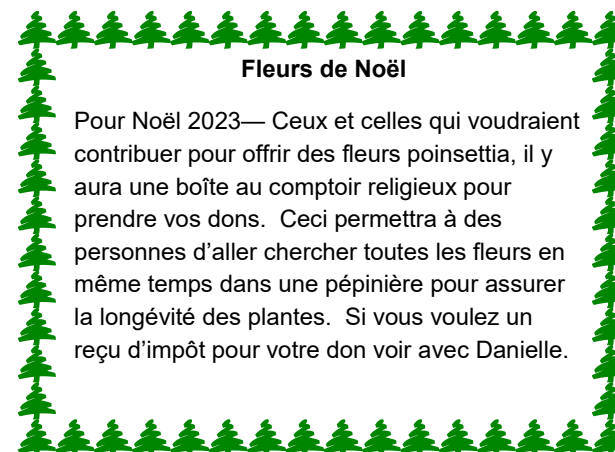 Fleurs de Noël
Pour Noël 2023— Ceux et celles qui voudraient
contribuer pour offrir des fleurs poinsettia, il y
aura une boîte au comptoir religieux pour
prendre vos dons.  Ceci permettra à des
personnes d’aller chercher toutes les fleurs en
même temps dans une pépinière pour assurer
la longévité des plantes.  Si vous voulez un
reçu d’impôt pour votre don voir avec Danielle.